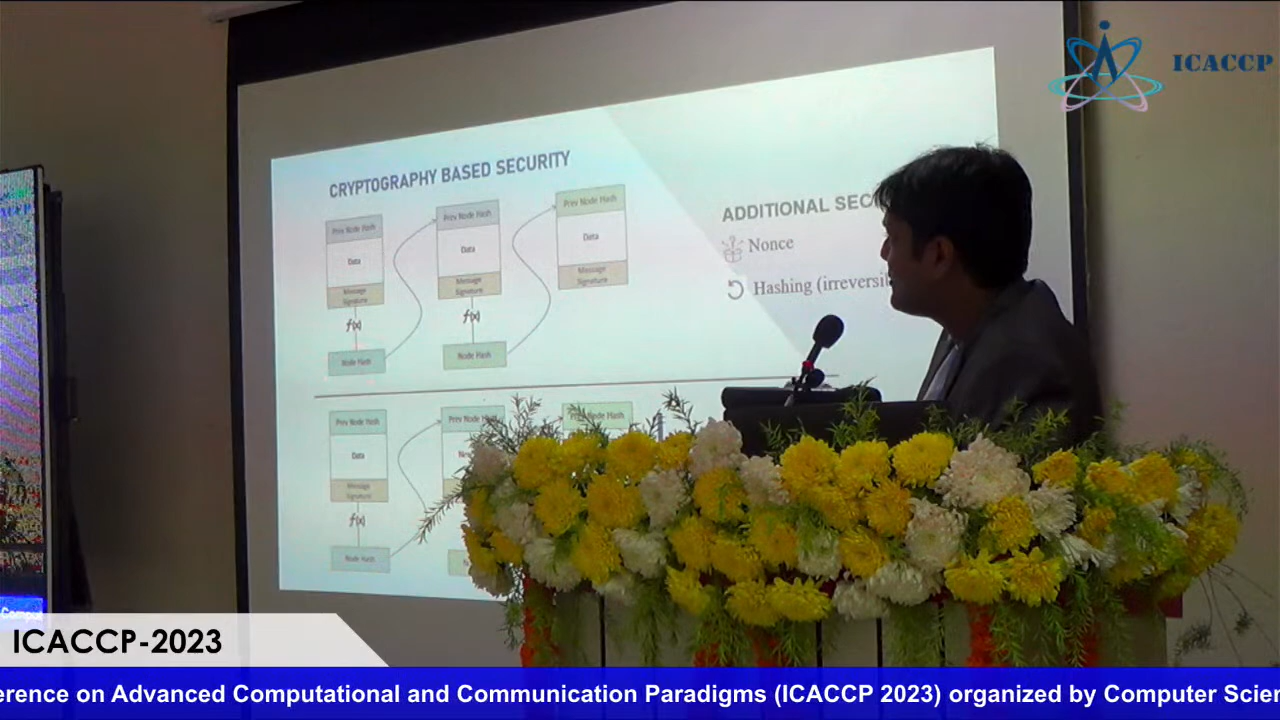 ICACCP
CRYPTOGRAPHY BASED SECURITY
Prev Node Hash
Data
Message
Signature
f(x)
Node Hash
Prev Node Hash
Data
Message
Signature
f(x)
Node Hash
Prev Node Hash
Data
Message
Signature
ADDITIONAL SEC
Nonce
Hashing (irreversi
Prev Node Hash
Data
Message
Signature
f(x)
Node Hash
Prev Node Hash
Node Hash
ICACCP-2023
erence on Advanced Computational and Communication Paradigms (ICACCP 2023) organized by Computer Scien